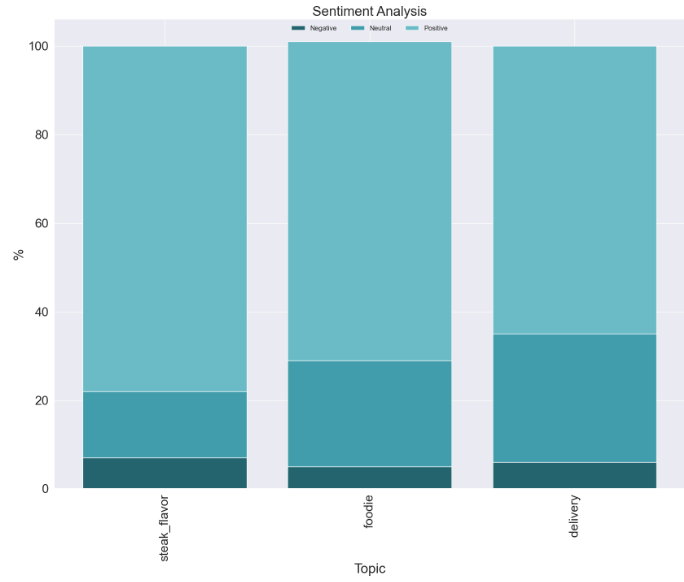 Sentiment Analysis
Negative Neutral Positive
100
80
60
40
20
0
%
steak_flavor
foodie
delivery
Topic